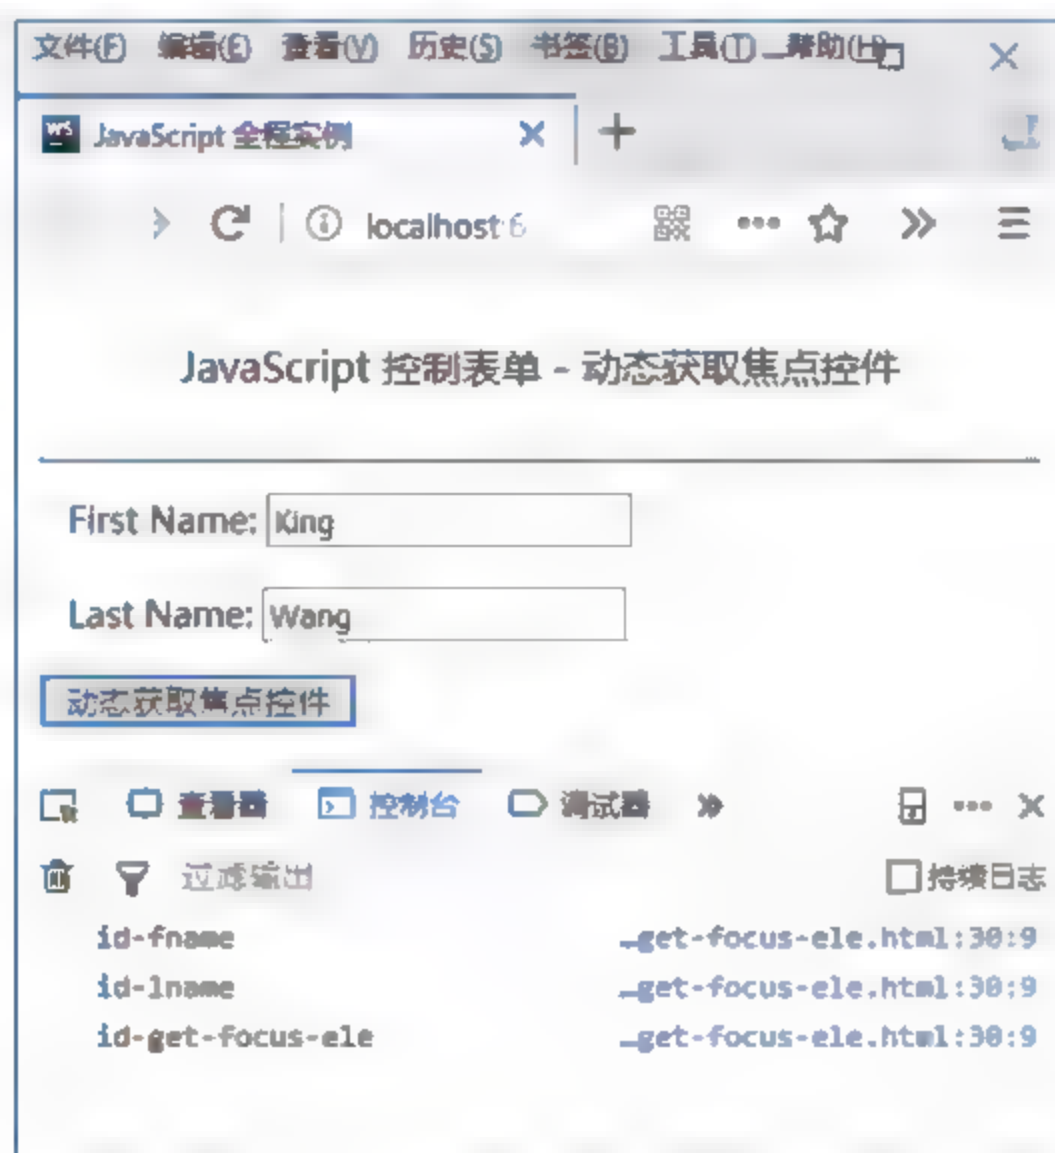 文件(F) 编辑(E) 查看(V) 历史(S) 书签(B) 工具(T) 帮助(H)
WS JavaScript 全程实例
localhost:6
JavaScript 控制表单 - 动态获取焦点控件
First Name: King
Last Name: Wang
动态获取焦点控件
查看器 控制台 调试器
过滤输出 持续日志
id-fname …get-focus-ele.html:30:9
id-lname …get-focus-ele.html:30:9
id-get-focus-ele …get-focus-ele.html:30:9